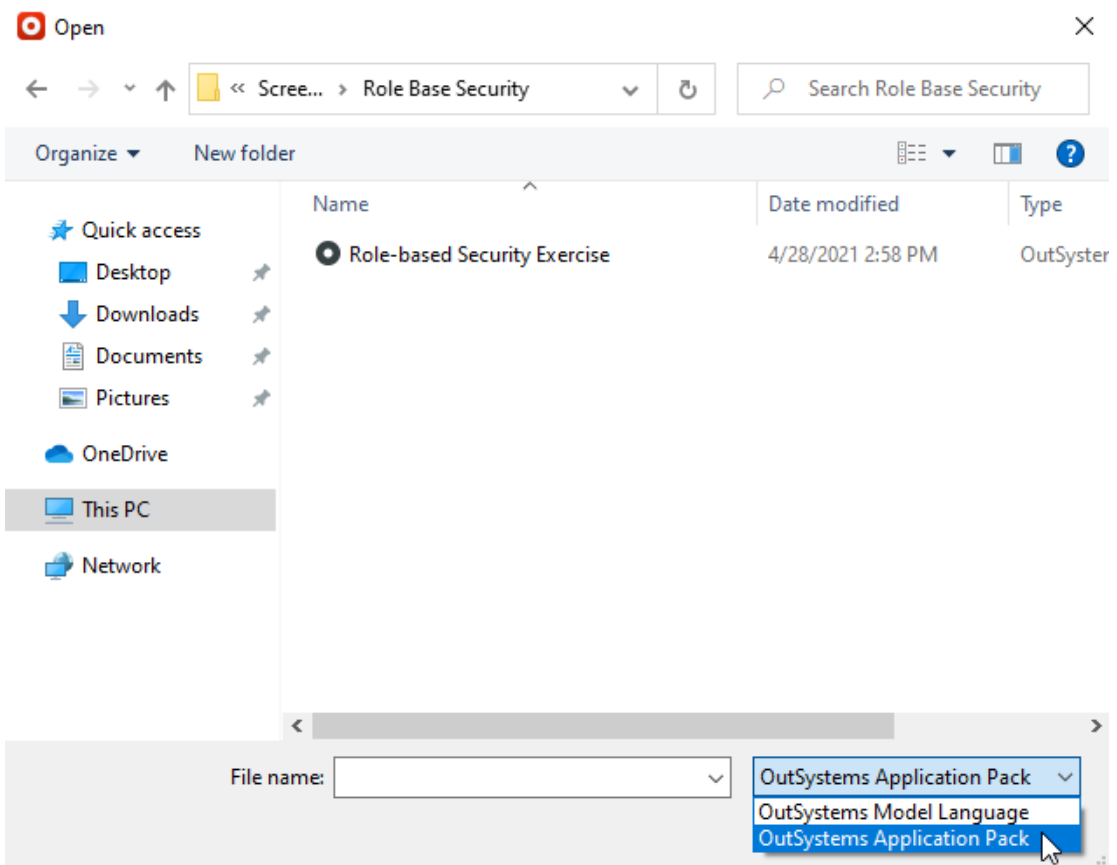 Open
« Scree... › Role Base Security
Search Role Base Security
Organize
New folder
Name
Date modified
Type
Quick access
Desktop
Downloads
Documents
Pictures
OneDrive
This PC
Network
Role-based Security Exercise
4/28/2021 2:58 PM
OutSyster
File name:
OutSystems Application Pack
OutSystems Model Language
OutSystems Application Pack